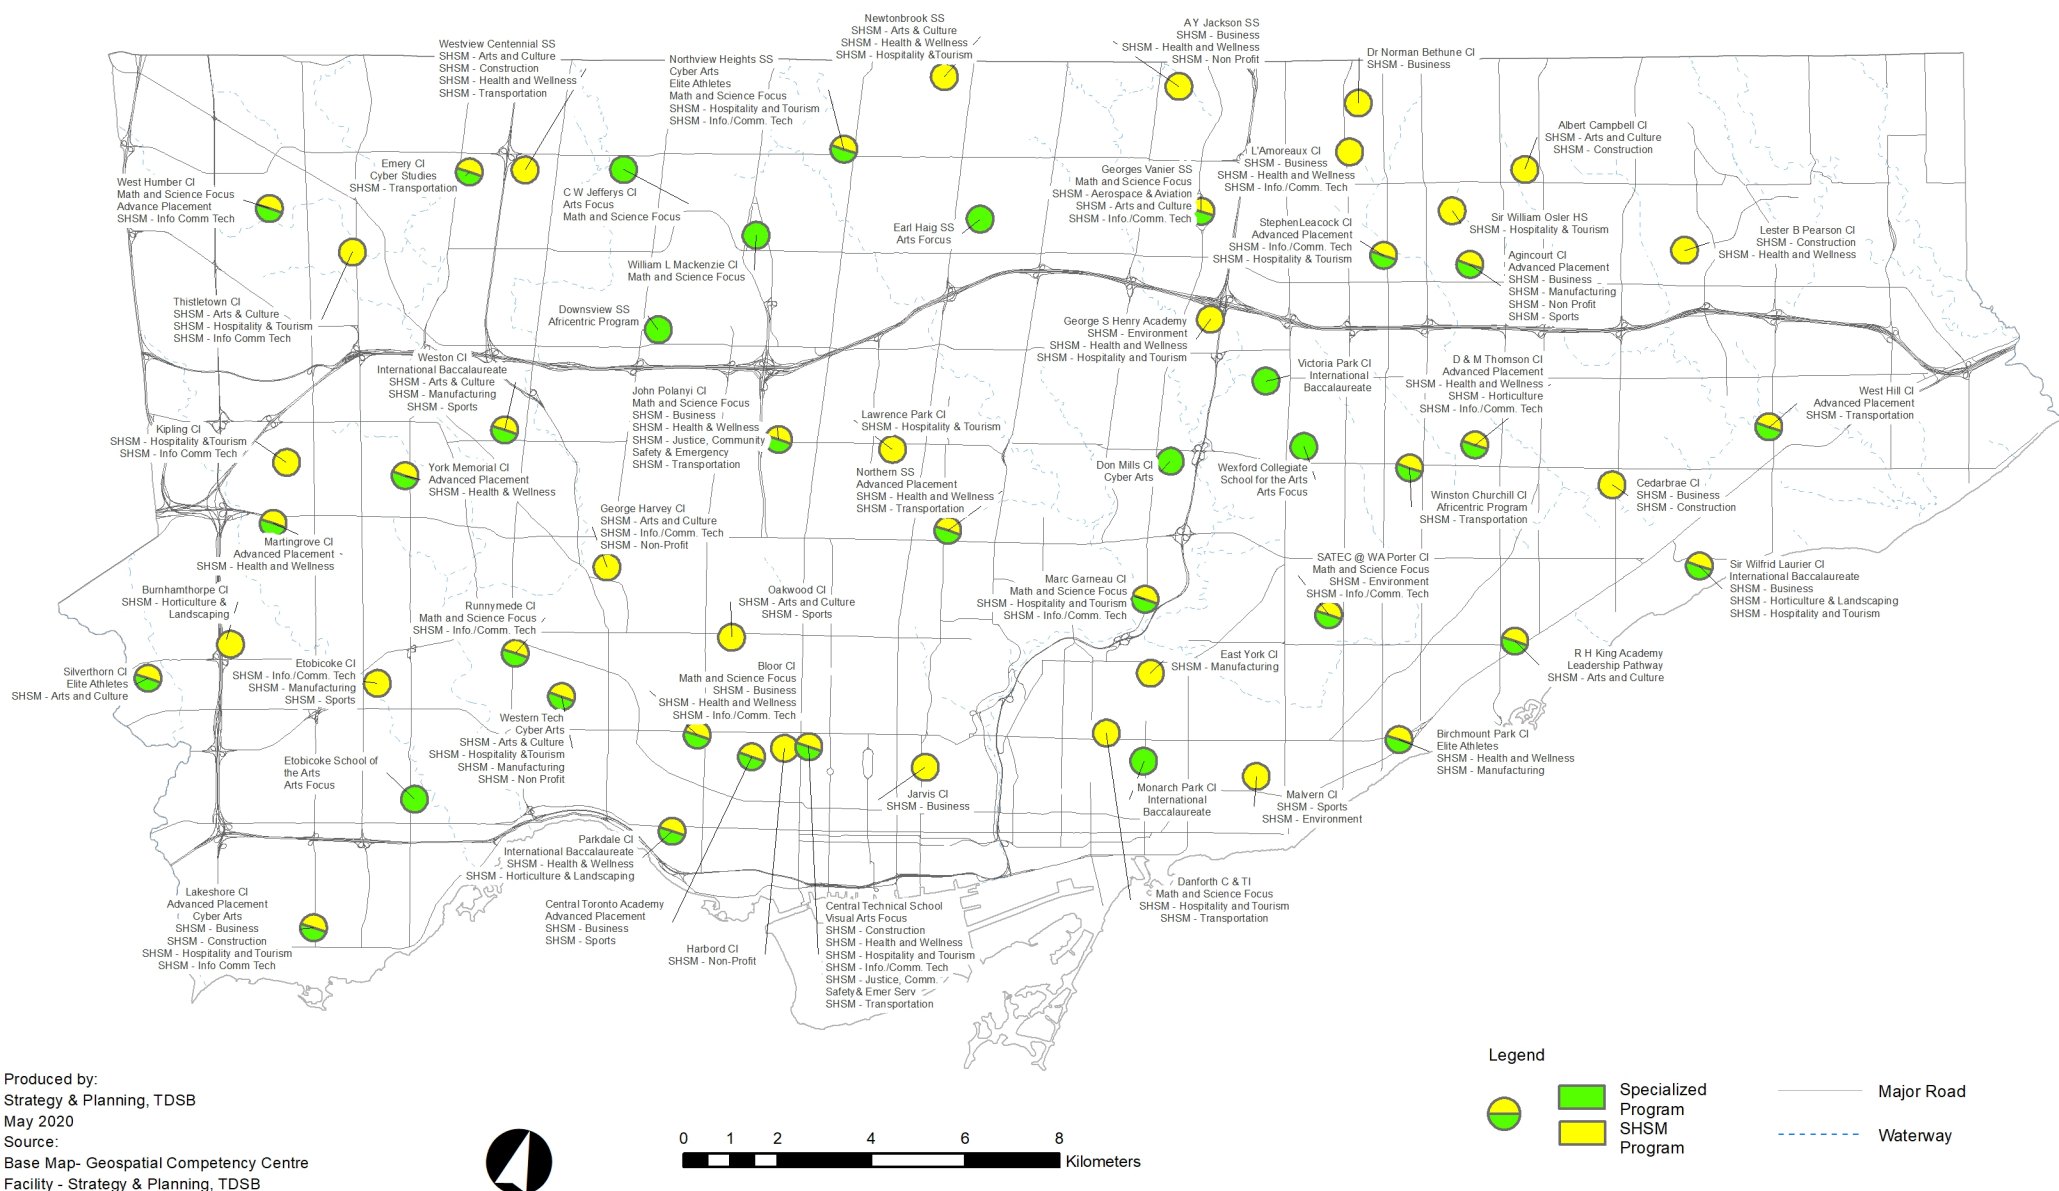 Newtonbrook SS
SHSM - Arts & Culture
SHSM - Health & Wellness
SHSM - Hospitality &Tourism
A Y Jackson SS
SHSM - Business
SHSM - Health and Wellness
SHSM - Non Profit
Westview Centennial SS
SHSM - Arts and Culture
SHSM - Construction
SHSM - Health and Wellness
SHSM - Transportation
Northview Heights SS
Cyber Arts
Elite Athletes
Math and Science Focus
SHSM - Hospitality and Tourism
SHSM - Info./Comm. Tech
Dr Norman Bethune CI
SHSM - Business
Albert Campbell CI
SHSM - Arts and Culture
SHSM - Construction
L'Amoreaux CI
SHSM - Business
SHSM - Health and Wellness
SHSM - Info./Comm. Tech
Emery CI
Cyber Studies
SHSM - Transportation
West Humber CI
Math and Science Focus
Advance Placement
SHSM - Info Comm Tech
C W Jefferys CI
Arts Focus
Math and Science Focus
Georges Vanier SS
Math and Science Focus
SHSM - Aerospace & Aviation
SHSM - Arts and Culture
SHSM - Info./Comm. Tech
Earl Haig SS
Arts Forcus
StephenLeacock CI
Advanced Placement
SHSM - Info./Comm. Tech
SHSM - Hospitality & Tourism
Sir William Osler HS
SHSM - Hospitality & Tourism
Lester B Pearson CI
SHSM - Construction
SHSM - Health and Wellness
Agincourt CI
Advanced Placement
SHSM - Business
SHSM - Manufacturing
SHSM - Non Profit
SHSM - Sports
William L Mackenzie CI
Math and Science Focus
Thistletown CI
SHSM - Arts & Culture
SHSM - Hospitality & Tourism
SHSM - Info Comm Tech
Downsview SS
Africentric Program
George S Henry Academy
SHSM - Environment
SHSM - Health and Wellness
SHSM - Hospitality and Tourism
Weston CI
International Baccalaureate
SHSM - Arts & Culture
SHSM - Manufacturing
SHSM - Sports
Victoria Park CI
International
Baccalaureate
D & M Thomson CI
Advanced Placement
SHSM - Health and Wellness
SHSM - Horticulture
SHSM - Info./Comm. Tech
West Hill CI
Advanced Placement
SHSM - Transportation
John Polanyi CI
Math and Science Focus
SHSM - Business
SHSM - Health & Wellness
SHSM - Justice, Community
Safety & Emergency
SHSM - Transportation
Lawrence Park CI
SHSM - Hospitality & Tourism
Kipling CI
SHSM - Hospitality &Tourism
SHSM - Info Comm Tech
York Memorial CI
Advanced Placement
SHSM - Health & Wellness
Northern SS
Advanced Placement
SHSM - Health and Wellness
SHSM - Transportation
Don Mills CI
Cyber Arts
Wexford Collegiate
School for the Arts
Arts Focus
Winston Churchill CI
Africentric Program
SHSM - Transportation
Cedarbrae CI
SHSM - Business
SHSM - Construction
George Harvey CI
SHSM - Arts and Culture
SHSM - Info./Comm. Tech
SHSM - Non-Profit
Martingrove CI
Advanced Placement
SHSM - Health and Wellness
SATEC @ WA Porter CI
Math and Science Focus
SHSM - Environment
SHSM - Info./Comm. Tech
Sir Wilfrid Laurier CI
International Baccalaureate
SHSM - Business
SHSM - Horticulture & Landscaping
SHSM - Hospitality and Tourism
Marc Garneau CI
Math and Science Focus
SHSM - Hospitality and Tourism
SHSM - Info./Comm. Tech
Burnhamthorpe CI
SHSM - Horticulture &
Landscaping
Oakwood CI
SHSM - Arts and Culture
SHSM - Sports
Runnymede CI
Math and Science Focus
SHSM - Info./Comm. Tech
East York CI
SHSM - Manufacturing
R H King Academy
Leadership Pathway
SHSM - Arts and Culture
Silverthorn CI
Elite Athletes
SHSM - Arts and Culture
Etobicoke CI
SHSM - Info./Comm. Tech
SHSM - Manufacturing
SHSM - Sports
Bloor CI
Math and Science Focus
SHSM - Business
SHSM - Health and Wellness
SHSM - Info./Comm. Tech
Western Tech
Cyber Arts
SHSM - Arts & Culture
SHSM - Hospitality &Tourism
SHSM - Manufacturing
SHSM - Non Profit
Birchmount Park CI
Elite Athletes
SHSM - Health and Wellness
SHSM - Manufacturing
Etobicoke School of
the Arts
Arts Focus
Jarvis CI
SHSM - Business
Monarch Park CI
International
Baccalaureate
Malvern CI
SHSM - Sports
SHSM - Environment
Parkdale CI
International Baccalaureate
SHSM - Health & Wellness
SHSM - Horticulture & Landscaping
Danforth C & TI
Math and Science Focus
SHSM - Hospitality and Tourism
SHSM - Transportation
Lakeshore CI
Advanced Placement
Cyber Arts
SHSM - Business
SHSM - Construction
SHSM - Hospitality and Tourism
SHSM - Info Comm Tech
Central Toronto Academy
Advanced Placement
SHSM - Business
SHSM - Sports
Harbord CI
SHSM - Non-Profit
Central Technical School
Visual Arts Focus
SHSM - Construction
SHSM - Health and Wellness
SHSM - Hospitality and Tourism
SHSM - Info./Comm. Tech
SHSM - Justice, Comm.
Safety & Emer Serv
SHSM - Transportation
Produced by:
Strategy & Planning, TDSB
May 2020
Source:
Base Map- Geospatial Competency Centre
Facility - Strategy & Planning, TDSB
0 1 2 4 6 8
Kilometers
Legend
Specialized
Program
SHSM
Program
Major Road
Waterway